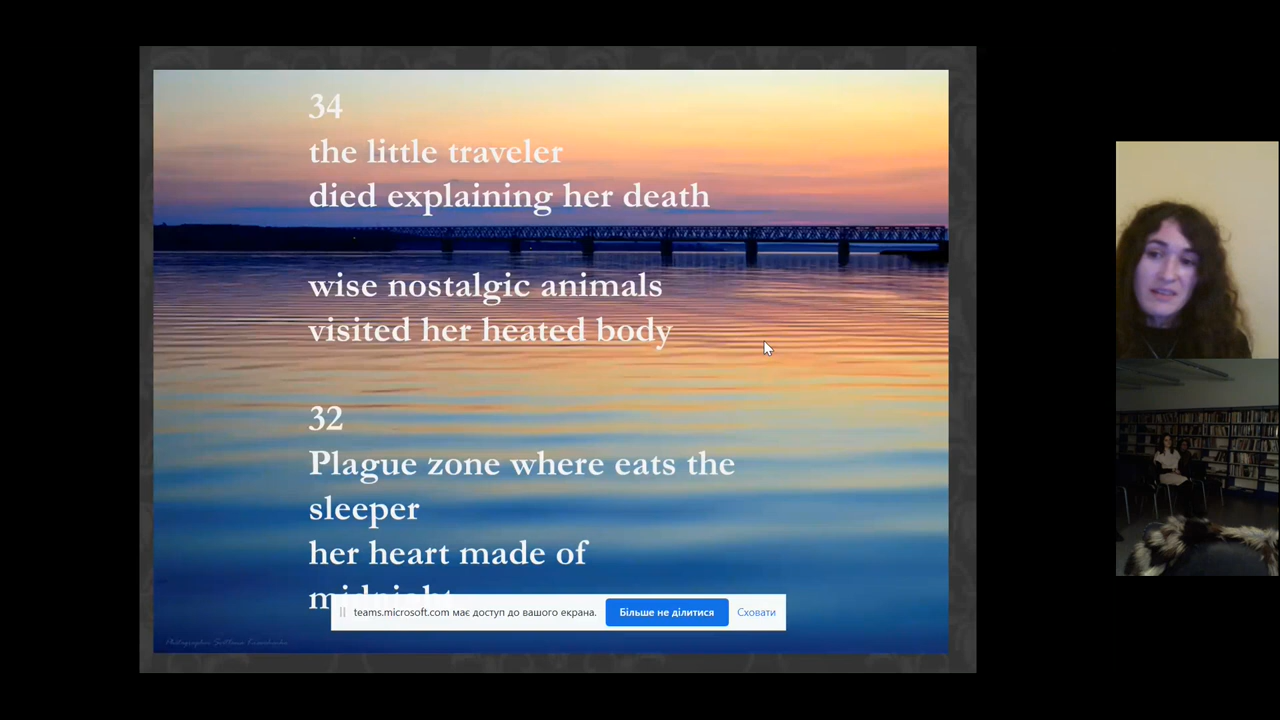 34
the little traveler
died explaining her death
wise nostalgic animals
visited her heated body
32
Plague zone where eats the
sleeper
her heart made of
midnight
teams.microsoft.com має доступ до вашого екрана.
Більше не ділитися
Сховати